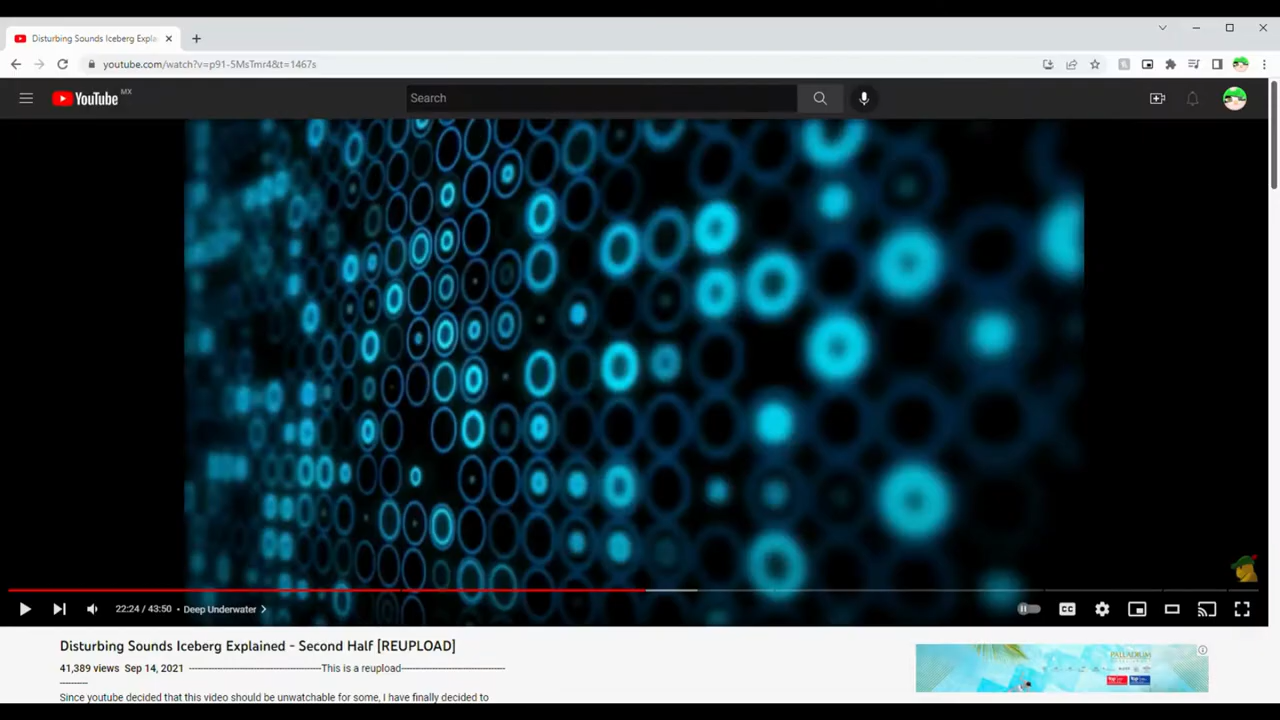 Disturbing Sounds Iceberg Expla
youtube.com/watch?v=p91-5MsTmr4&t=1467s
YouTube MX
Search
22:24 / 43:50 • Deep Underwater
CC
Disturbing Sounds Iceberg Explained - Second Half [REUPLOAD]
41,389 views Sep 14, 2021 ----------------------------------------------This is a reupload------------------------------------
----------
Since youtube decided that this video should be unwatchable for some, I have finally decided to
PALLADIUM